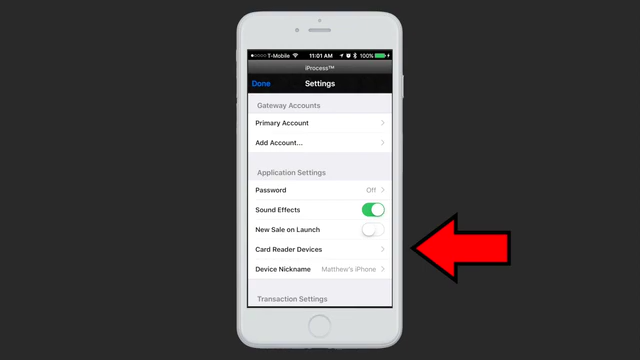 T-Mobile 11:01 AM 100%
iProcess™
Done Settings
Gateway Accounts
Primary Account
Add Account...
Application Settings
Password Off
Sound Effects
New Sale on Launch
Card Reader Devices
Device Nickname Matthew's iPhone
Transaction Settings